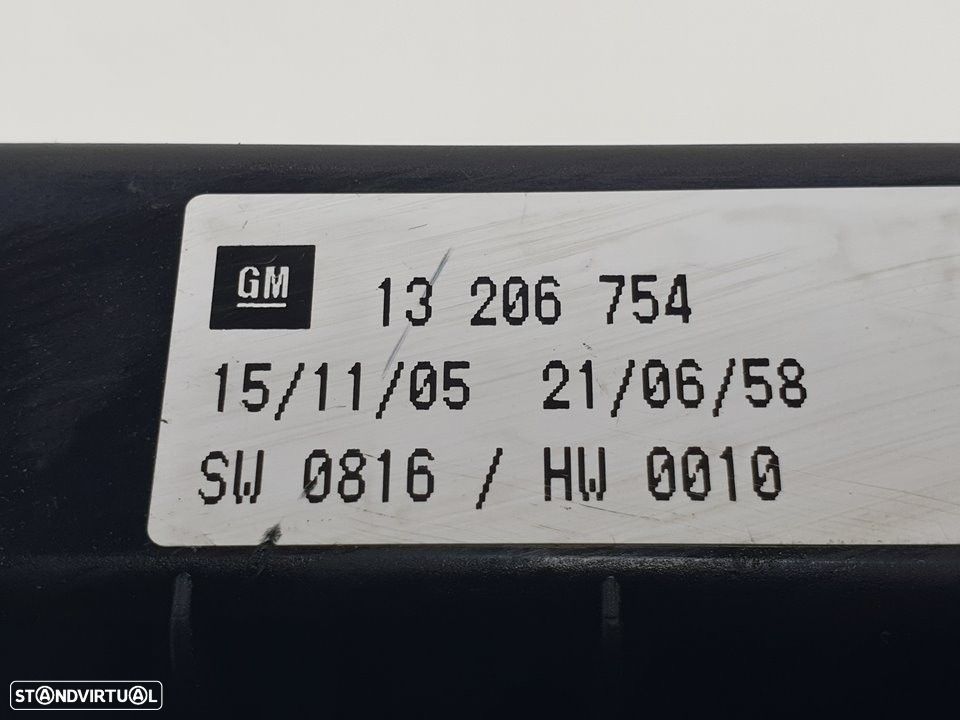 GM 13 206 754
15/11/05 21/06/58
SW 0816 / HW 0010
STANDVIRTUAL